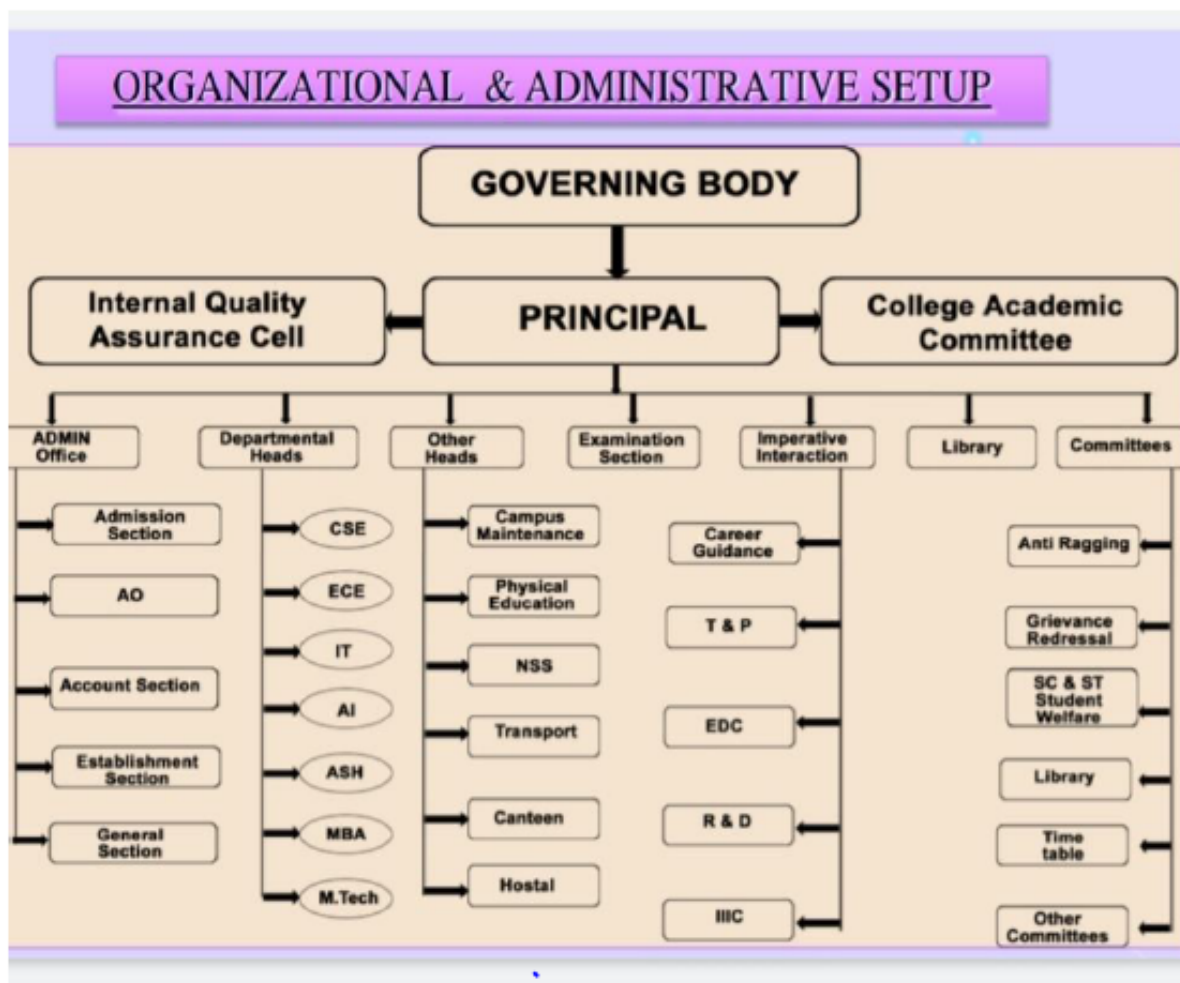 ORGANIZATIONAL & ADMINISTRATIVE SETUP
GOVERNING BODY
Internal Quality
Assurance Cell
PRINCIPAL
College Academic
Committee
ADMIN
Office
Departmental
Heads
Other
Heads
Examination
Section
Imperative
Interaction
Library
Committees
Admission
Section
AO
Account Section
Establishment
Section
General
Section
CSE
ECE
IT
AI
ASH
MBA
M.Tech
Campus
Maintenance
Physical
Education
NSS
Transport
Canteen
Hostal
Career
Guidance
T & P
EDC
R & D
IIIC
Anti Ragging
Grievance
Redressal
SC & ST
Student
Welfare
Library
Time
table
Other
Committees